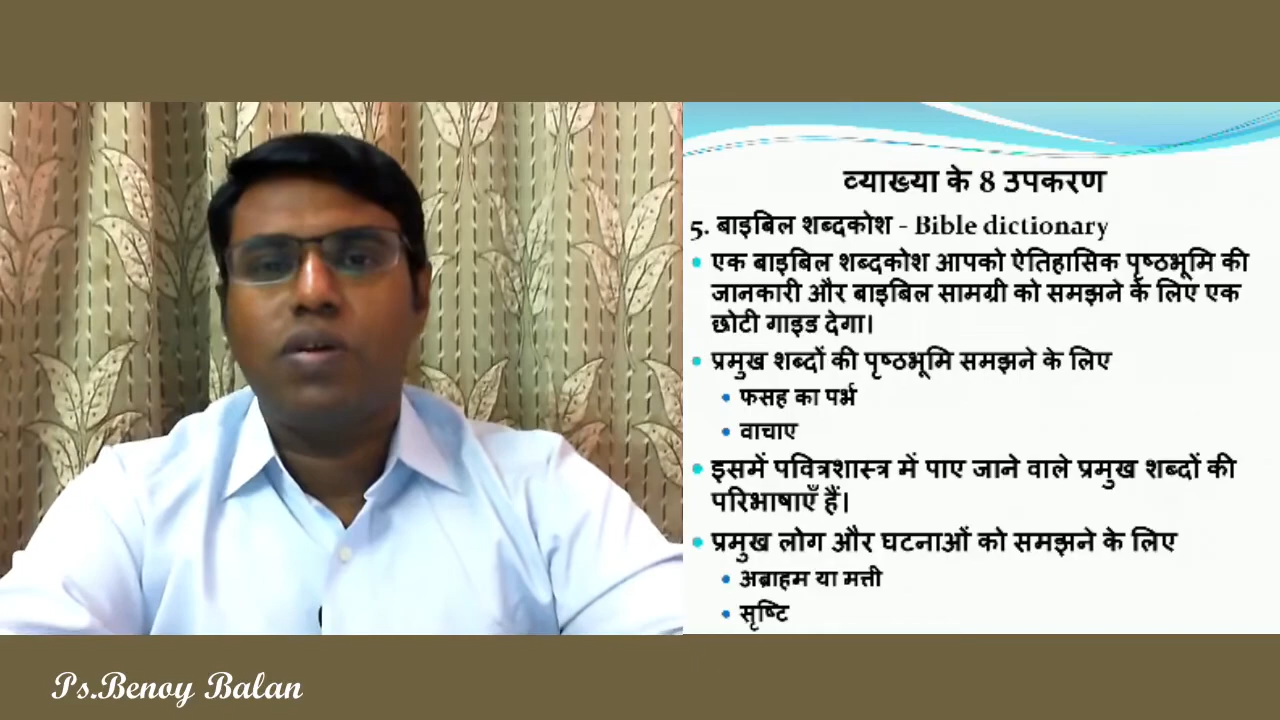 व्याख्या के 8 उपकरण
5. बाइबिल शब्दकोश - Bible dictionary
• एक बाइबिल शब्दकोश आपको ऐतिहासिक पृष्ठभूमि की
जानकारी और बाइबिल सामग्री को समझने के लिए एक
छोटी गाइड देगा।
• प्रमुख शब्दों की पृष्ठभूमि समझने के लिए
• फसह का पर्भ
• वाचाए
• इसमें पवित्रशास्त्र में पाए जाने वाले प्रमुख शब्दों की
परिभाषाएँ हैं।
• प्रमुख लोग और घटनाओं को समझने के लिए
• अब्राहम या मत्ती
• सृष्टि
Ps.Benoy Balan